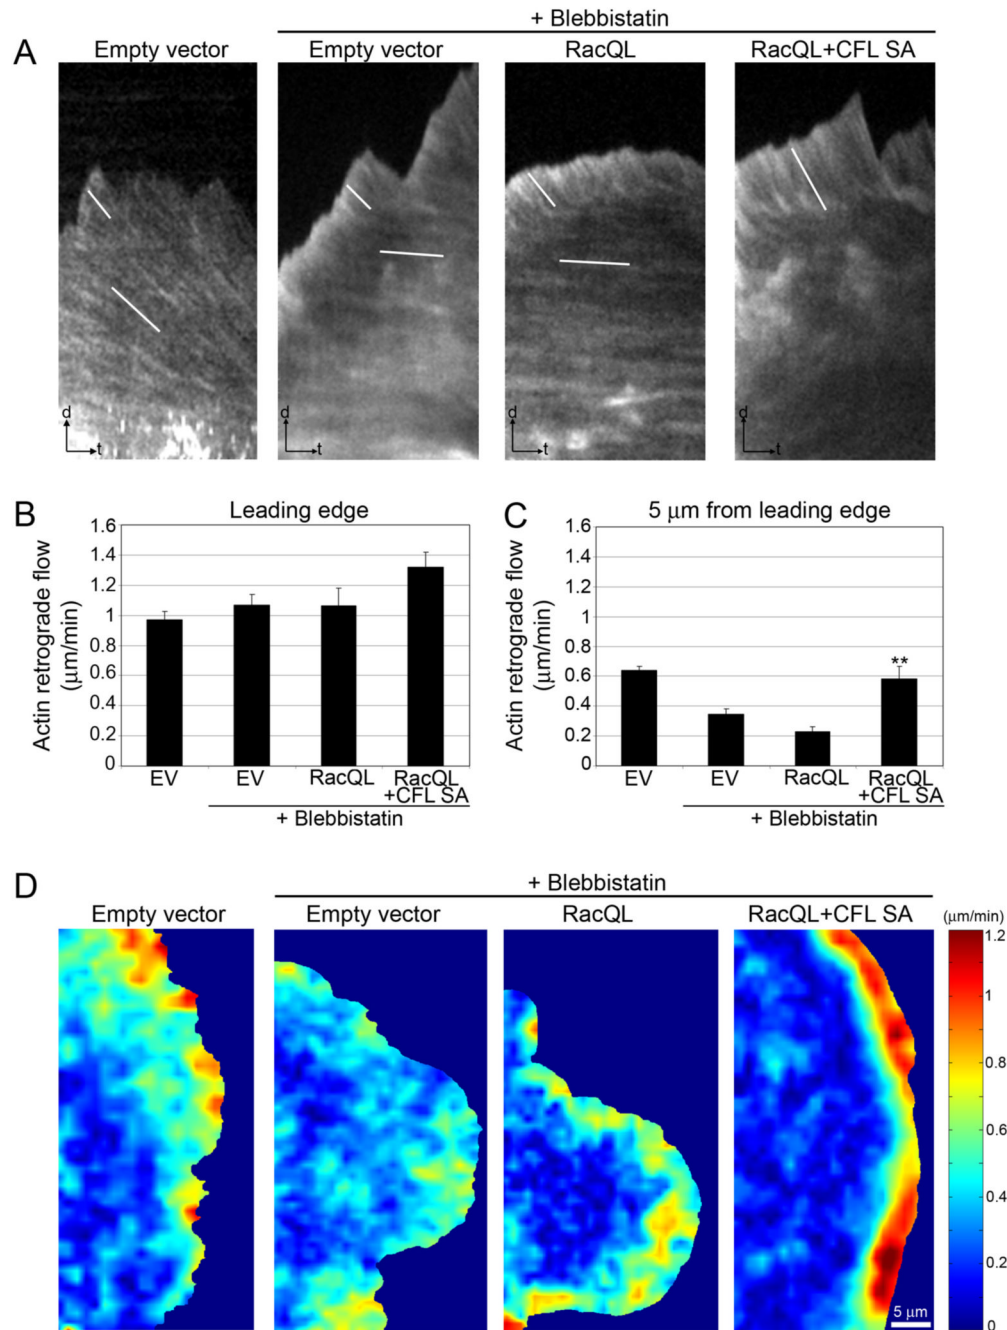 + Blebbistatin
A
Empty vector
Empty vector
RacQL
RacQL+CFL SA
d
t
d
t
d
t
d
t
B
Leading edge
Actin retrograde flow
(μm/min)
1.6
1.4
1.2
1
0.8
0.6
0.4
0.2
0
EV
EV
RacQL
RacQL
+CFL SA
+ Blebbistatin
C
5 μm from leading edge
Actin retrograde flow
(μm/min)
1.6
1.4
1.2
1
0.8
0.6
0.4
0.2
0
**
EV
EV
RacQL
RacQL
+CFL SA
+ Blebbistatin
D
+ Blebbistatin
Empty vector
Empty vector
RacQL
RacQL+CFL SA
(μm/min)
1.2
1
0.8
0.6
0.4
0.2
0
5 μm